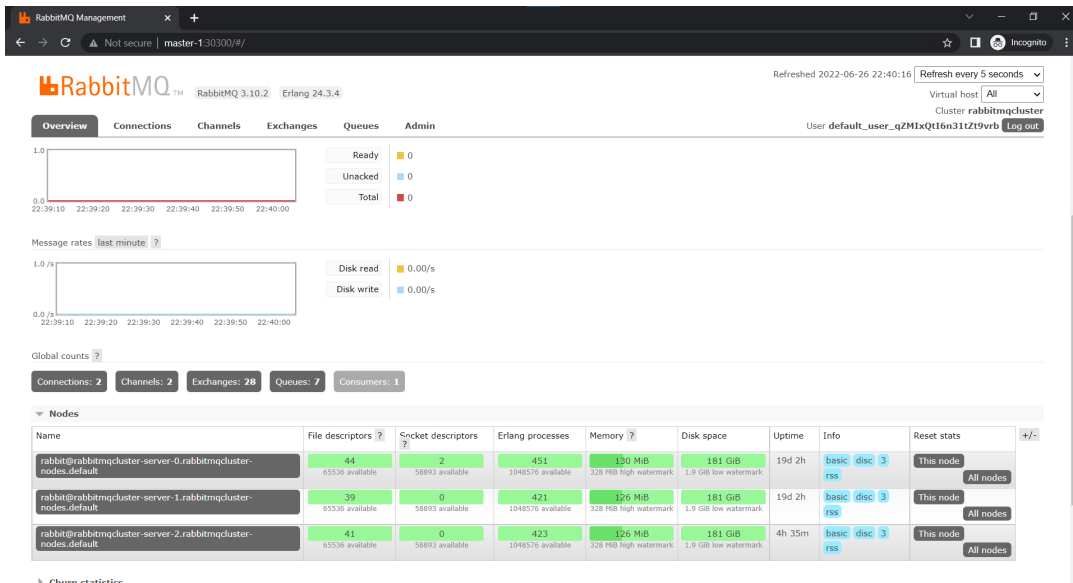 RabbitMQ Management
Not secure | master-1:30300/#/
Incognito
RabbitMQ TM RabbitMQ 3.10.2 Erlang 24.3.4
Refreshed 2022-06-26 22:40:16 Refresh every 5 seconds
Virtual host All
Cluster rabbitmqcluster
User default_user_qZMIxQtI6n31tZt9vrb Log out
Overview Connections Channels Exchanges Queues Admin
1.0
0.0
22:39:10 22:39:20 22:39:30 22:39:40 22:39:50 22:40:00
Ready 0
Unacked 0
Total 0
Message rates last minute ?
1.0 /s
0.0 /s
22:39:10 22:39:20 22:39:30 22:39:40 22:39:50 22:40:00
Disk read 0.00/s
Disk write 0.00/s
Global counts ?
Connections: 2 Channels: 2 Exchanges: 28 Queues: 7 Consumers: 1
Nodes
Name File descriptors ? Socket descriptors ? Erlang processes Memory ? Disk space Uptime Info Reset stats +/-
rabbit@rabbitmqcluster-server-0.rabbitmqcluster- 44 2 451 130 MiB 181 GiB 19d 2h basic disc 3 This node
nodes.default 65536 available 58893 available 1048576 available 328 MiB high watermark 1.9 GiB low watermark rss All nodes
rabbit@rabbitmqcluster-server-1.rabbitmqcluster- 39 0 421 126 MiB 181 GiB 19d 2h basic disc 3 This node
nodes.default 65536 available 58893 available 1048576 available 328 MiB high watermark 1.9 GiB low watermark rss All nodes
rabbit@rabbitmqcluster-server-2.rabbitmqcluster- 41 0 423 126 MiB 181 GiB 4h 35m basic disc 3 This node
nodes.default 65536 available 58893 available 1048576 available 328 MiB high watermark 1.9 GiB low watermark rss All nodes
Churn statistics